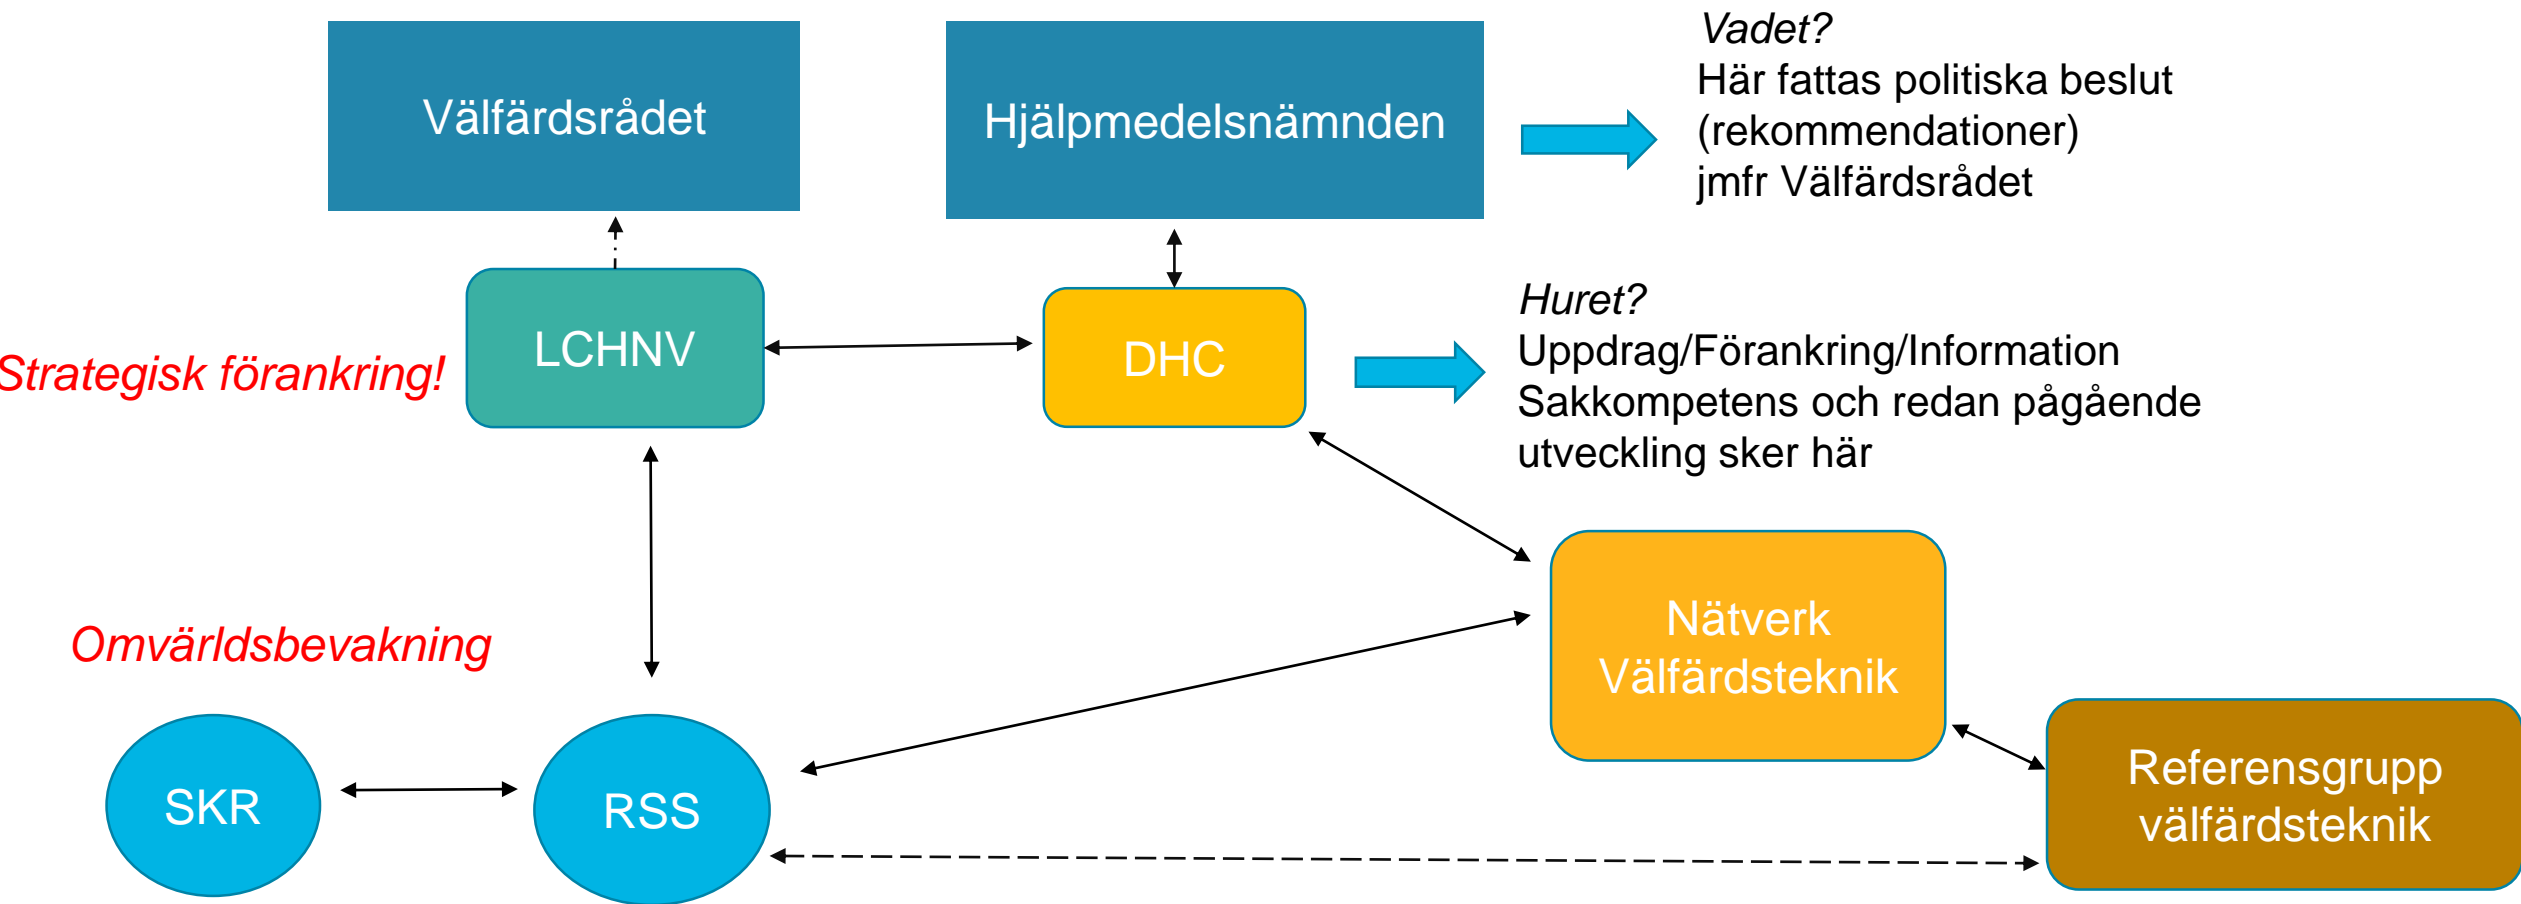 Välfärdsrådet
Hjälpmedelsnämnden
Vadet?
Här fattas politiska beslut
(rekommendationer)
jmfr Välfärdsrådet
LCHNV
DHC
Strategisk förankring!
Huret?
Uppdrag/Förankring/Information
Sakkompetens och redan pågående
utveckling sker här
Omvärldsbevakning
Nätverk
Välfärdsteknik
SKR
RSS
Referensgrupp
välfärdsteknik